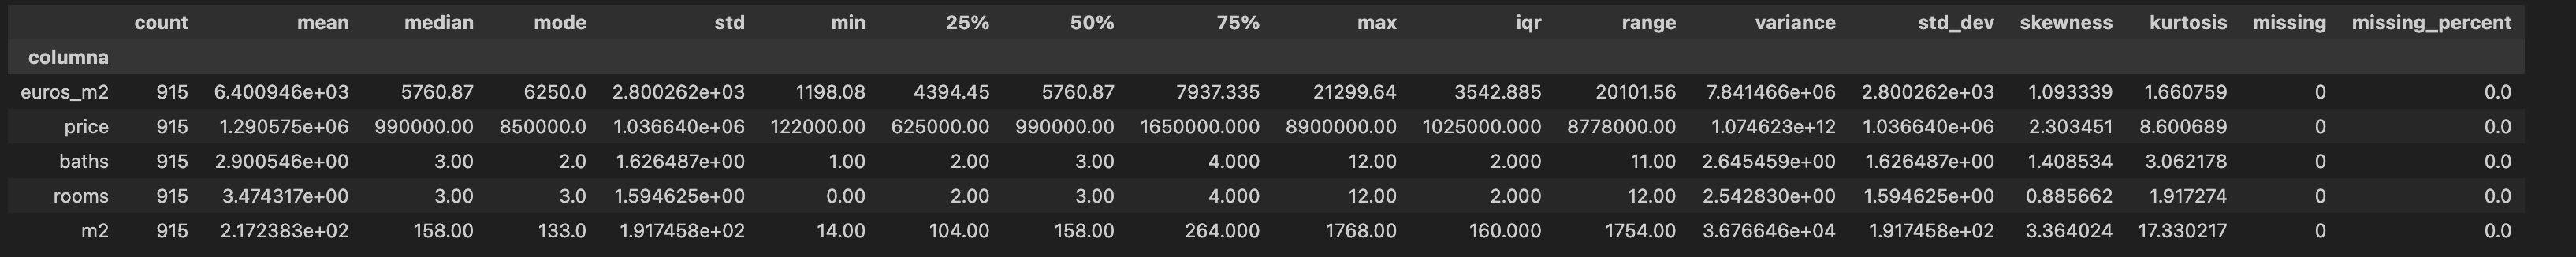 count mean median mode std min 25% 50% 75% max iqr range variance std_dev skewness kurtosis missing missing_percent
columna
euros_m2 915 6.400946e+03 5760.87 6250.0 2.800262e+03 1198.08 4394.45 5760.87 7937.335 21299.64 3542.885 20101.56 7.841466e+06 2.800262e+03 1.093339 1.660759 0 0.0
price 915 1.290575e+06 990000.00 850000.0 1.036640e+06 122000.00 625000.00 990000.00 1650000.000 8900000.00 1025000.000 8778000.00 1.074623e+12 1.036640e+06 2.303451 8.600689 0 0.0
baths 915 2.900546e+00 3.00 2.0 1.626487e+00 1.00 2.00 3.00 4.000 12.00 2.000 11.00 2.645459e+00 1.626487e+00 1.408534 3.062178 0 0.0
rooms 915 3.474317e+00 3.00 3.0 1.594625e+00 0.00 2.00 3.00 4.000 12.00 2.000 12.00 2.542830e+00 1.594625e+00 0.885662 1.917274 0 0.0
m2 915 2.172383e+02 158.00 133.0 1.917458e+02 14.00 104.00 158.00 264.000 1768.00 160.000 1754.00 3.676646e+04 1.917458e+02 3.364024 17.330217 0 0.0